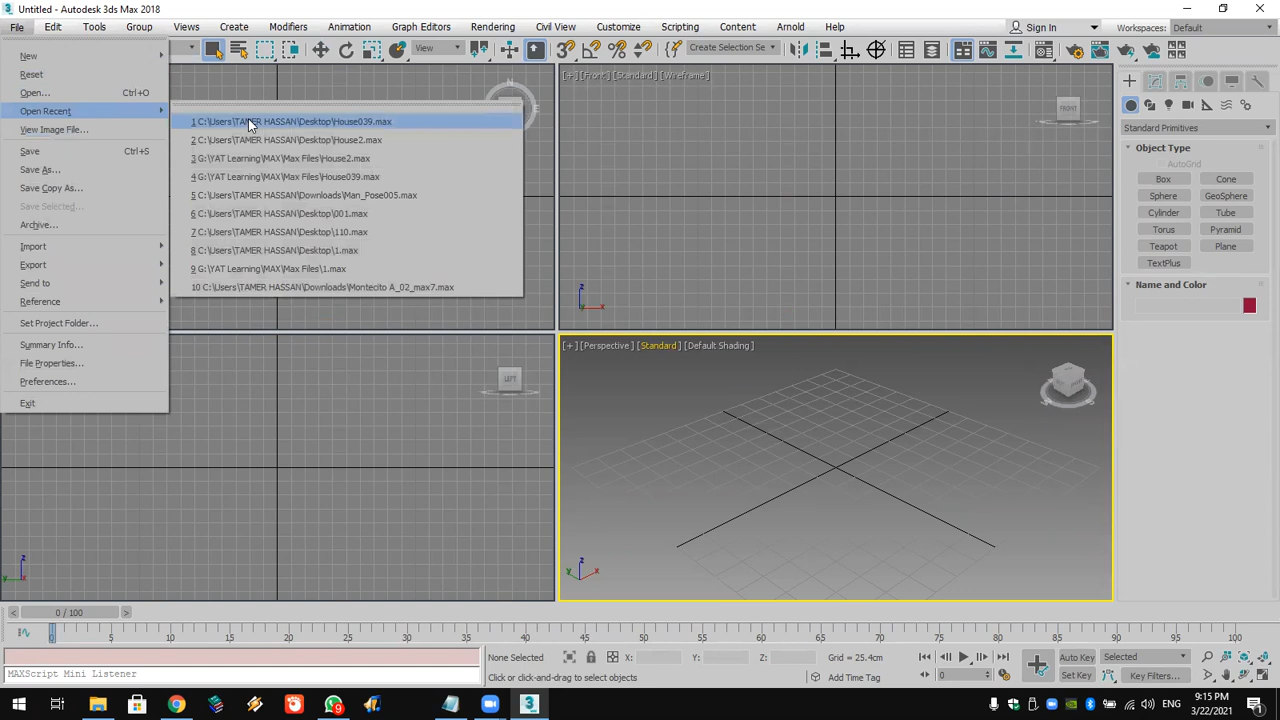 Untitled - Autodesk 3ds Max 2018
File Edit Tools Group Views Create Modifiers Animation Graph Editors Rendering Civil View Customize Scripting Content Arnold Help Sign In Workspaces: Default
View Create Selection Se
New
Reset
Open... Ctrl+O
Open Recent
View Image File...
Save Ctrl+S
Save As...
Save Copy As...
Save Selected...
Archive...
Import
Export
Send to
Reference
Set Project Folder...
Summary Info...
File Properties...
Preferences...
Exit
1 C:\Users\TAMER HASSAN\Desktop\House039.max
2 C:\Users\TAMER HASSAN\Desktop\House2.max
3 G:\YAT Learning\MAX\Max Files\House2.max
4 G:\YAT Learning\MAX\Max Files\House039.max
5 C:\Users\TAMER HASSAN\Downloads\Man_Pose005.max
6 C:\Users\TAMER HASSAN\Desktop\001.max
7 C:\Users\TAMER HASSAN\Desktop\110.max
8 C:\Users\TAMER HASSAN\Desktop\1.max
9 G:\YAT Learning\MAX\Max Files\1.max
10 C:\Users\TAMER HASSAN\Downloads\Montecito A_02_max7.max
N
E
[+] [Front] [Standard] [Wireframe]
FRONT
z
y x
LEFT
z
y x
[+] [Perspective] [Standard] [Default Shading]
z
y x
Standard Primitives
Object Type
AutoGrid
Box Cone
Sphere GeoSphere
Cylinder Tube
Torus Pyramid
Teapot Plane
TextPlus
Name and Color
< 0 / 100 >
0 5 10 15 20 25 30 35 40 45 50 55 60 65 70 75 80 85 90 95 100
None Selected X: Y: Z: Grid = 25.4cm Auto Key Selected
MAXScript Mini Listener Click or click-and-drag to select objects Add Time Tag 0 Set Key Key Filters...
ENG 9:15 PM
3/22/2021